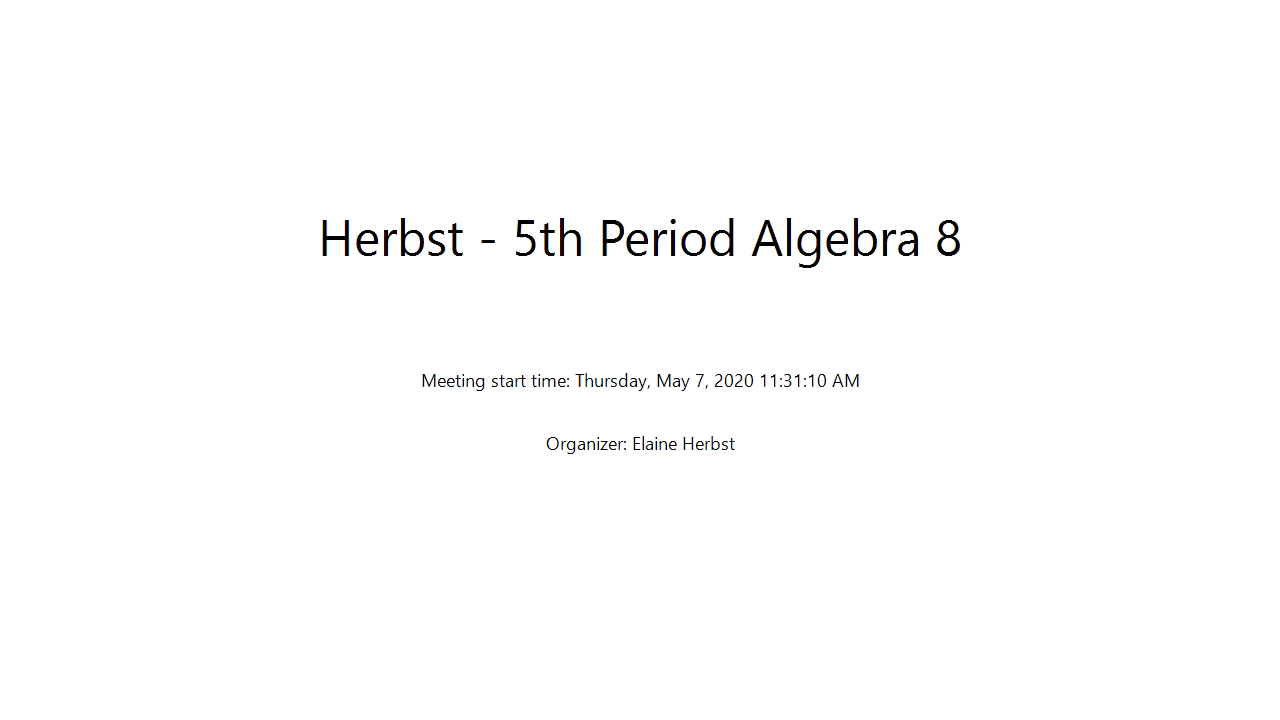 Herbst - 5th Period Algebra 8
Meeting start time: Thursday, May 7, 2020 11:31:10 AM
Organizer: Elaine Herbst